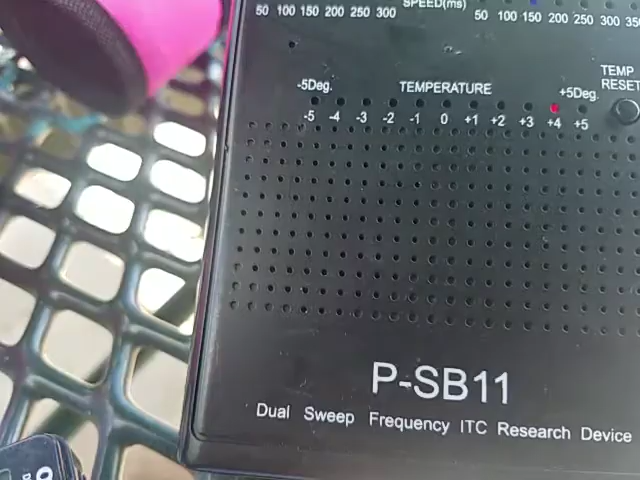 SPEED(ms)
50 100 150 200 250 300
50 100 150 200 250 300
TEMP
RESET
-5Deg. TEMPERATURE +5Deg.
-5 -4 -3 -2 -1 0 +1 +2 +3 +4 +5
P-SB11
Dual Sweep Frequency ITC Research Device